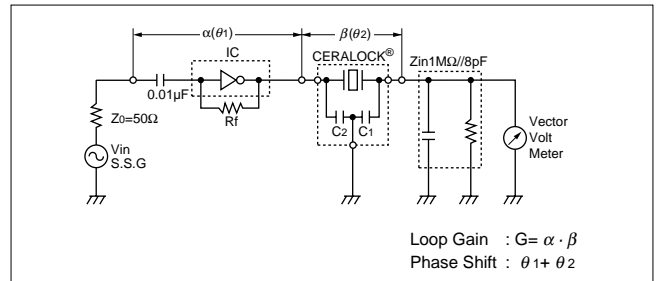 α(θ1)
β(θ2)
IC
CERALOCK®
Zin1MΩ//8pF
0.01µF
Z0=50Ω
Rf
C2
C1
Vin
S.S.G
Vector
Volt
Meter
Loop Gain : G= α · β
Phase Shift : θ1+ θ2